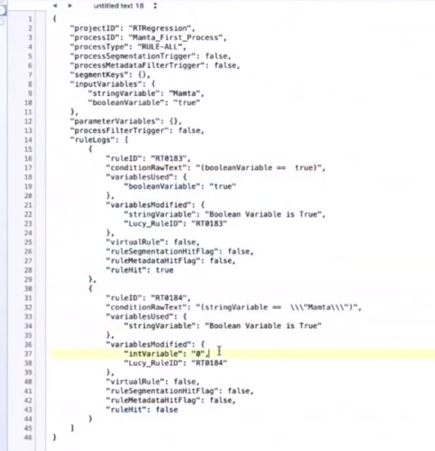 untitled text 18
1 {
2 "projectID": "RTRegression",
3 "processID": "Mamta_First_Process",
4 "processType": "RULE-ALL",
5 "processSegmentationTrigger": false,
6 "processMetadataFilterTrigger": false,
7 "segmentKeys": {},
8 "inputVariables": {
9 "stringVariable": "Mamta",
10 "booleanVariable": "true"
11 },
12 "parameterVariables": {},
13 "processFilterTrigger": false,
14 "ruleLogs": [
15 {
16 "ruleID": "RT0183",
17 "conditionRawText": "(booleanVariable == true)",
18 "variablesUsed": {
19 "booleanVariable": "true"
20 },
21 "variablesModified": {
22 "stringVariable": "Boolean Variable is True",
23 "Lucy_RuleID": "RT0183"
24 },
25 "virtualRule": false,
26 "ruleSegmentationHitFlag": false,
27 "ruleMetadataHitFlag": false,
28 "ruleHit": true
29 },
30 {
31 "ruleID": "RT0184",
32 "conditionRawText": "(stringVariable == \\\"Mamta\\\")",
33 "variablesUsed": {
34 "stringVariable": "Boolean Variable is True"
35 },
36 "variablesModified": {
37 "intVariable": "0",
38 "Lucy_RuleID": "RT0184"
39 },
40 "virtualRule": false,
41 "ruleSegmentationHitFlag": false,
42 "ruleMetadataHitFlag": false,
43 "ruleHit": false
44 }
45 ]
46 }